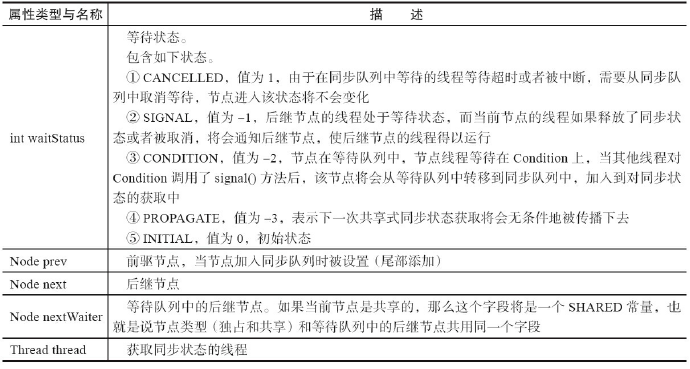 属性类型与名称 描 述
等待状态。
包含如下状态。
① CANCELLED，值为 1，由于在同步队列中等待的线程等待超时或者被中断，需要从同步队
列中取消等待，节点进入该状态将不会变化
② SIGNAL，值为 –1，后继节点的线程处于等待状态，而当前节点的线程如果释放了同步状
态或者被取消，将会通知后继节点，使后继节点的线程得以运行
int waitStatus
③ CONDITION，值为 –2，节点在等待队列中，节点线程等待在 Condition 上，当其他线程对
Condition 调用了 signal() 方法后，该节点将会从等待队列中转移到同步队列中，加入到对同步状
态的获取中
④ PROPAGATE，值为 –3，表示下一次共享式同步状态获取将会无条件地被传播下去
⑤ INITIAL，值为 0，初始状态
Node prev 前驱节点，当节点加入同步队列时被设置（尾部添加）
Node next 后继节点
Node nextWaiter 等待队列中的后继节点。如果当前节点是共享的，那么这个字段将是一个 SHARED 常量，也
就是说节点类型（独占和共享）和等待队列中的后继节点共用同一个字段
Thread thread 获取同步状态的线程